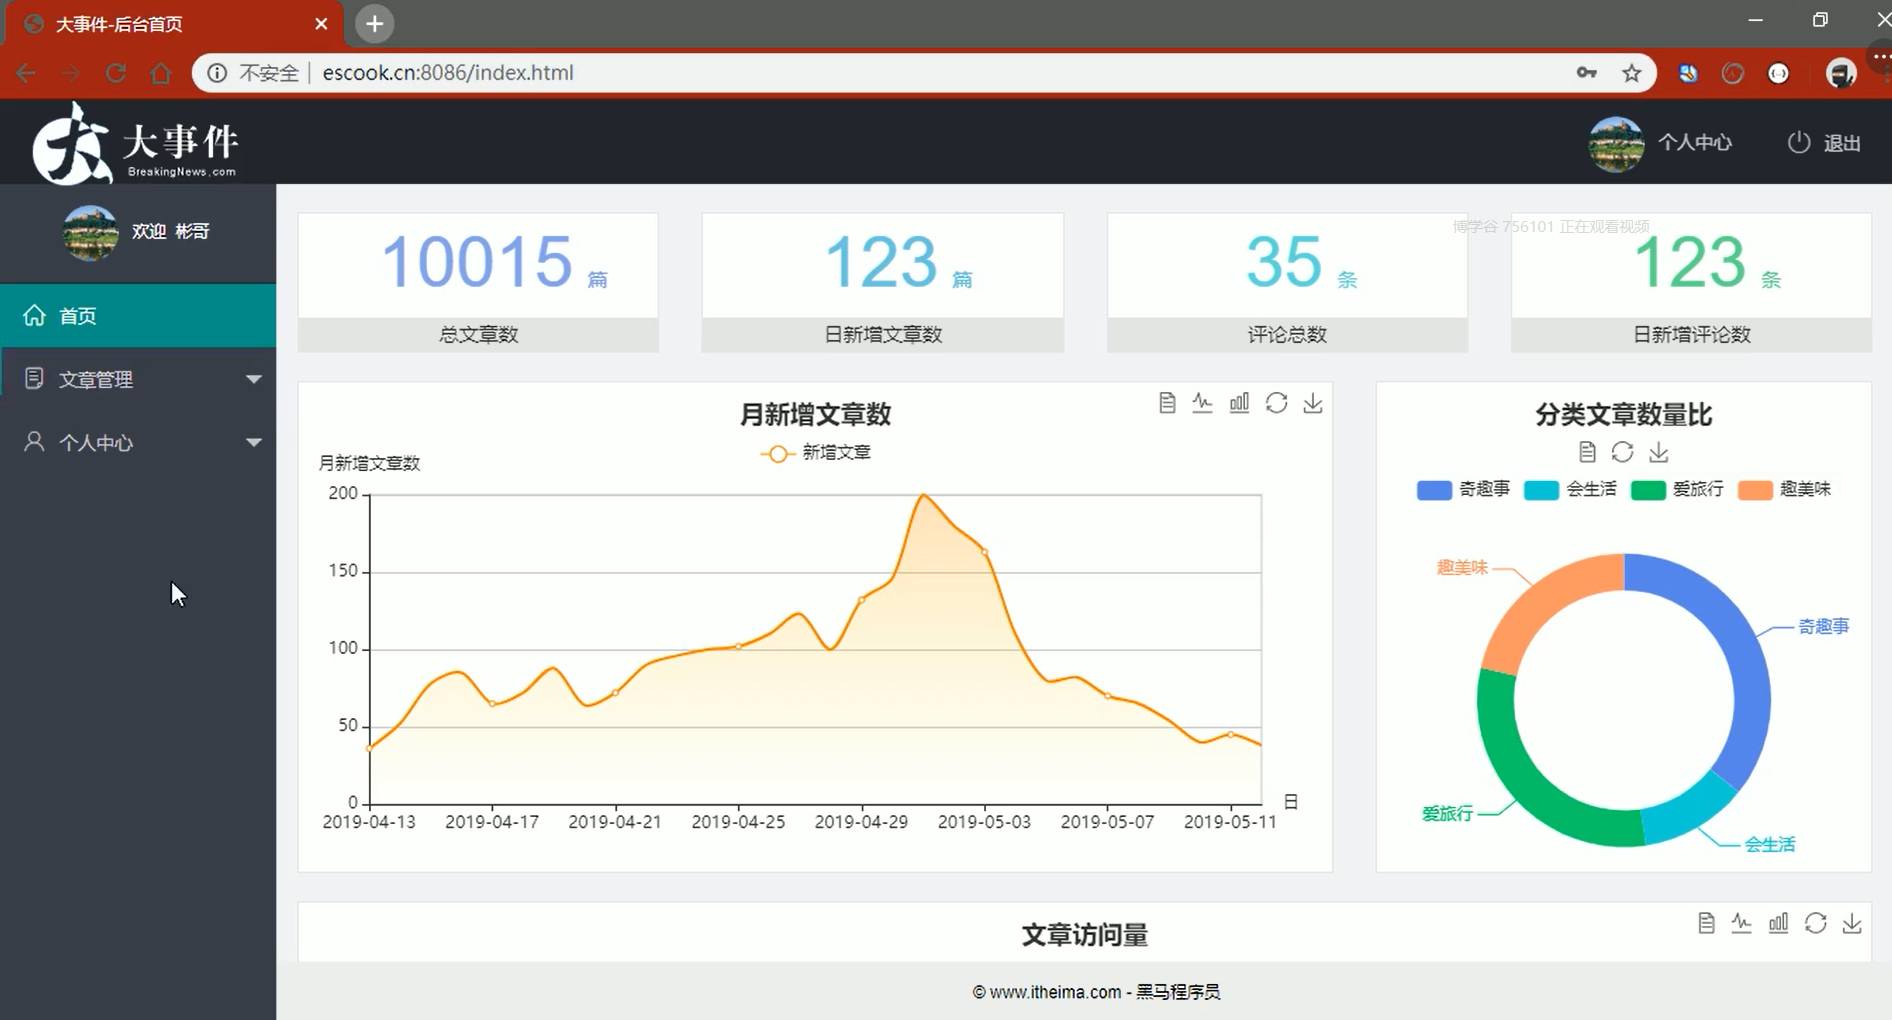 大事件-后台首页
不安全 escook.cn:8086/index.html
大事件
BreakingNews.com
个人中心 退出
欢迎 彬哥
首页
文章管理
个人中心
博学谷 756101 正在观看视频
10015 篇
总文章数
123 篇
日新增文章数
35 条
评论总数
123 条
日新增评论数
月新增文章数
新增文章
月新增文章数
200
150
100
50
0
日
2019-04-13 2019-04-17 2019-04-21 2019-04-25 2019-04-29 2019-05-03 2019-05-07 2019-05-11
分类文章数量比
奇趣事 会生活 爱旅行 趣美味
趣美味
奇趣事
爱旅行
会生活
文章访问量
© www.itheima.com - 黑马程序员